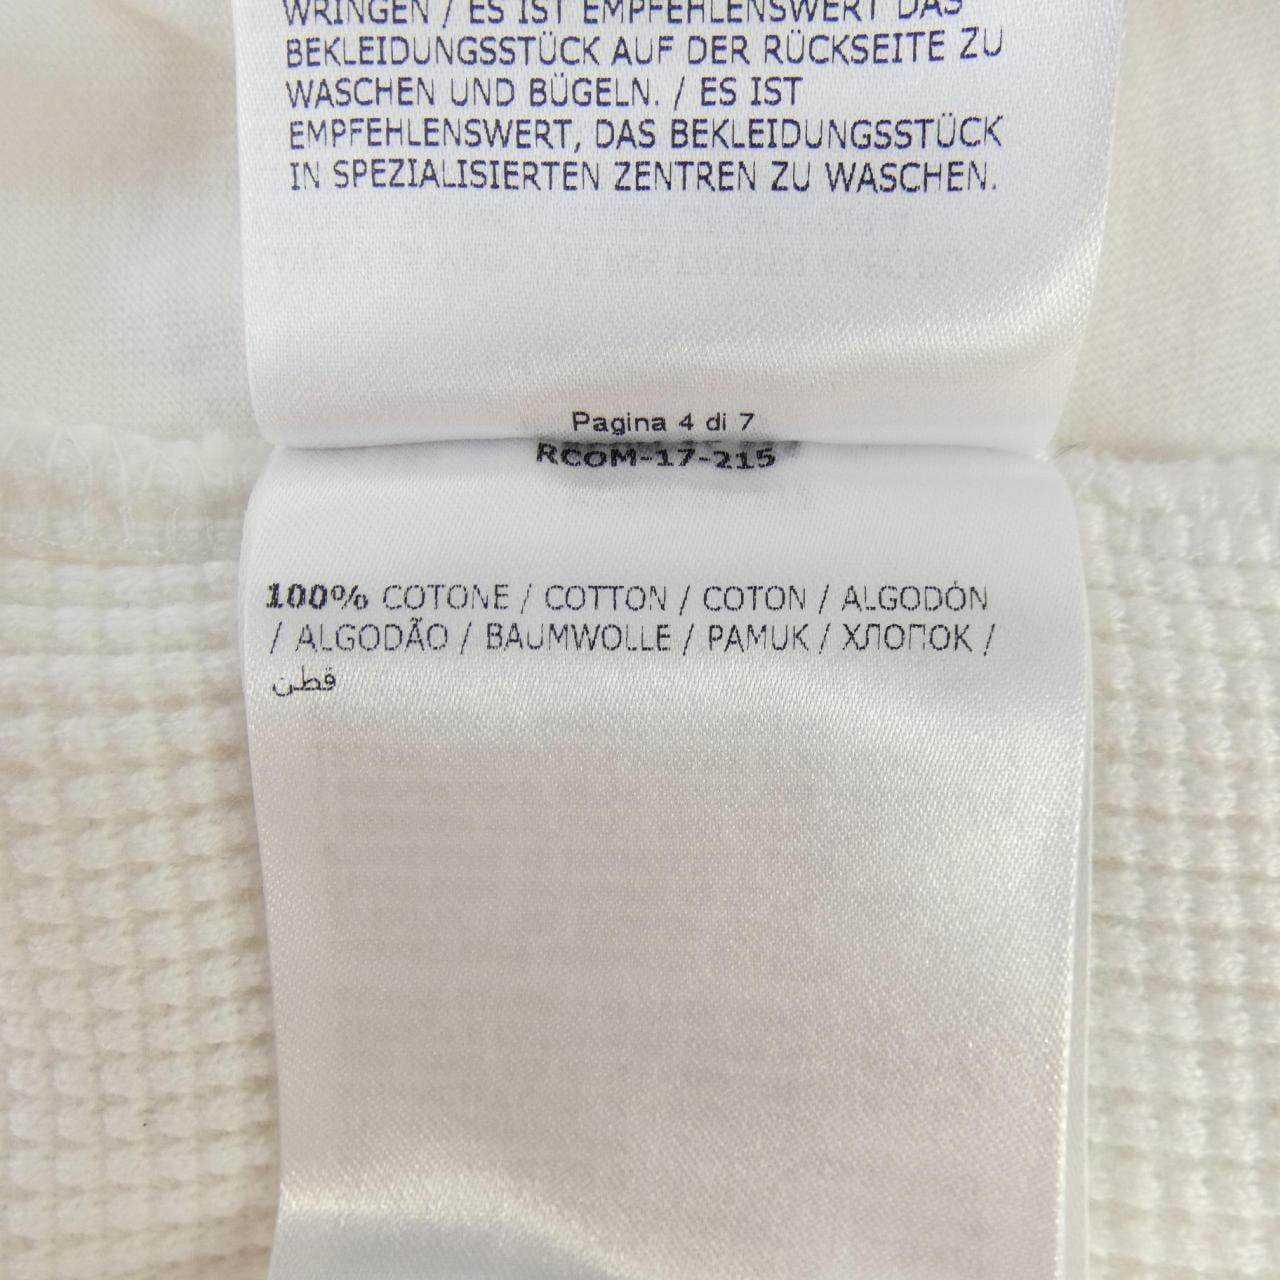 WRINGEN / ES IST EMPFEHLENSWERT DAS
BEKLEIDUNGSSTÜCK AUF DER RÜCKSEITE ZU
WASCHEN UND BÜGELN. / ES IST
EMPFEHLENSWERT, DAS BEKLEIDUNGSSTÜCK
IN SPEZIALISIERTEN ZENTREN ZU WASCHEN.
Pagina 4 di 7
RCOM-17-215
100% COTONE / COTTON / COTON / ALGODÓN
/ ALGODÃO / BAUMWOLLE / PAMUK / ХЛОПОК /
قطن